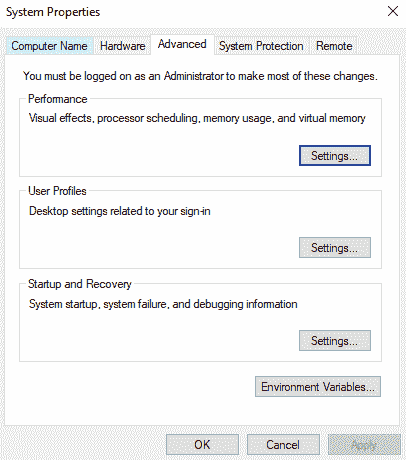 System Properties
Computer Name Hardware Advanced System Protection Remote
You must be logged on as an Administrator to make most of these changes.
Performance
Visual effects, processor scheduling, memory usage, and virtual memory
Settings...
User Profiles
Desktop settings related to your sign-in
Settings...
Startup and Recovery
System startup, system failure, and debugging information
Settings...
Environment Variables...
OK Cancel Apply